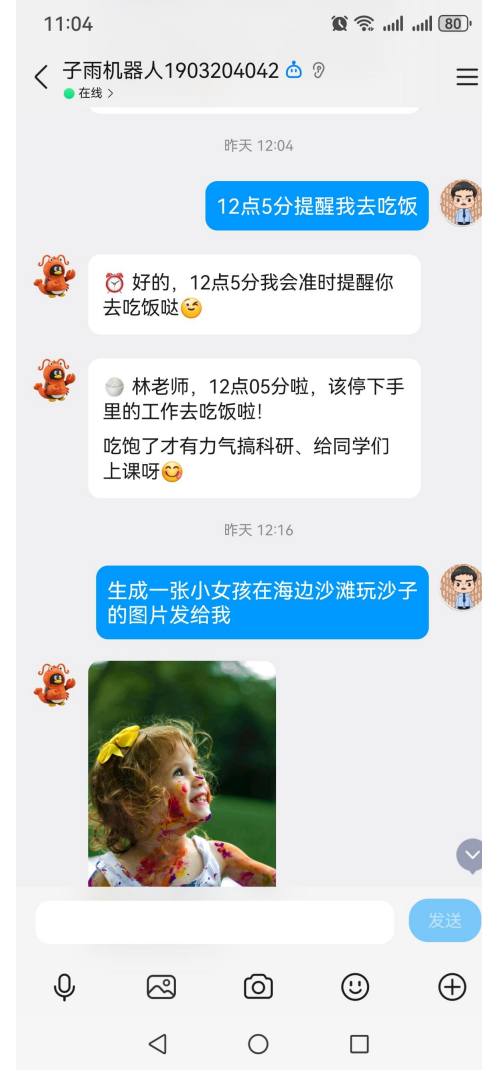 11:04
80
子雨机器人1903204042
在线 >
昨天 12:04
12点5分提醒我去吃饭
好的，12点5分我会准时提醒你
去吃饭哒
林老师，12点05分啦，该停下手
里的工作去吃饭啦！
吃饱了才有力气搞科研、给同学们
上课呀
昨天 12:16
生成一张小女孩在海边沙滩玩沙子
的图片发给我
发送